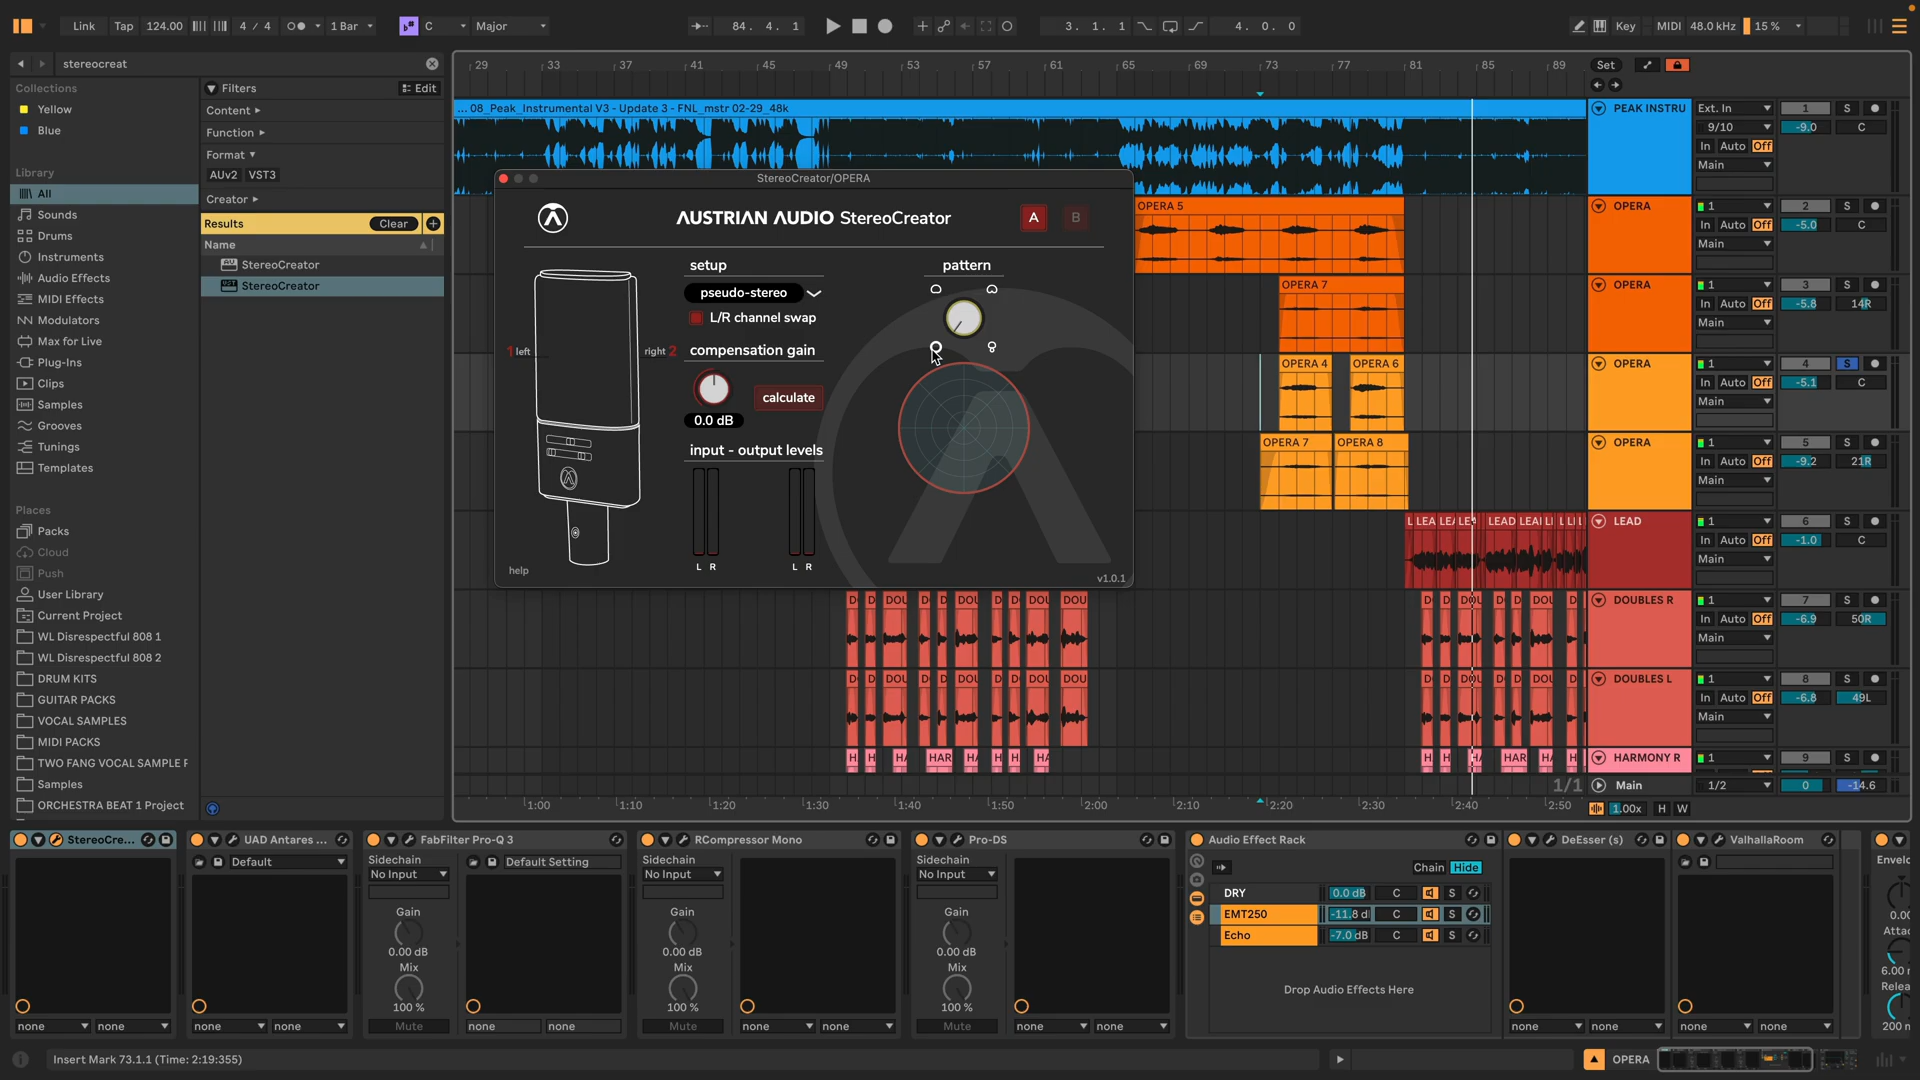 Link Tap 124.00 4 / 4 1 Bar C Major 84. 4. 1 3. 1. 1 4. 0. 0 Key MIDI 48.0 kHz 15 %
stereocreat
Collections
Yellow
Blue
Library
All
Sounds
Drums
Instruments
Audio Effects
MIDI Effects
Modulators
Max for Live
Plug-Ins
Clips
Samples
Grooves
Tunings
Templates
Places
Packs
Cloud
Push
User Library
Current Project
WL Disrespectful 808 1
WL Disrespectful 808 2
DRUM KITS
GUITAR PACKS
VOCAL SAMPLES
MIDI PACKS
TWO FANG VOCAL SAMPLE F
Samples
ORCHESTRA BEAT 1 Project
Filters Edit
Content
Function
Format
AUv2 VST3
Creator
Results Clear
Name
StereoCreator
StereoCreator
29 33 37 41 45 49 53 57 61 65 69 73 77 81 85 89 Set
... 08_Peak_Instrumental V3 - Update 3 - FNL_mstr 02-29_48k
StereoCreator/OPERA
AUSTRIAN AUDIO StereoCreator A B
setup
pseudo-stereo
L/R channel swap
1 left right 2
compensation gain
0.0 dB calculate
input - output levels
L R L R
pattern
help
v1.0.1
OPERA 5
OPERA 7
OPERA 4 OPERA 6
OPERA 7 OPERA 8
L LEA LEA LEA LEAD LEAI LI L L L
D D DOU D D DOU D D DOU DOU D D DOU D D DOU D
D D DOU D D DOU D D DOU DOU D D DOU D D DOU D
H H HA HAR HA H H HA H H HA HAR HA H
PEAK INSTRU Ext. In 1 S
9/10 -9.0 C
In Auto Off
Main
OPERA 1 2 S
In Auto Off -5.0 C
Main
OPERA 1 3 S
In Auto Off -5.8 14R
Main
OPERA 1 4 S
In Auto Off -5.1 C
Main
OPERA 1 5 S
In Auto Off -9.2 21R
Main
LEAD 1 6 S
In Auto Off -1.0 C
Main
DOUBLES R 1 7 S
In Auto Off -6.9 50R
Main
DOUBLES L 1 8 S
In Auto Off -6.8 49L
Main
HARMONY R 1 9 S
1/1 Main 1/2 0 -14.6
1:00 1:10 1:20 1:30 1:40 1:50 2:00 2:10 2:20 2:30 2:40 2:50 1.00x H W
StereoCre...
none none
UAD Antares ...
Default
none none
FabFilter Pro-Q 3
Sidechain
No Input Default Setting
Gain
0.00 dB
Mix
100 %
Mute none none
RCompressor Mono
Sidechain
No Input
Gain
0.00 dB
Mix
100 %
Mute none none
Pro-DS
Sidechain
No Input
Gain
0.00 dB
Mix
100 %
Mute none none
Audio Effect Rack
Chain Hide
DRY 0.0 dB C S
EMT250 -11.8 d C S
Echo -7.0 dB C S
Drop Audio Effects Here
DeEsser (s)
none none
ValhallaRoom
none none
Envelo
0.00
Attac
6.00 r
Relea
200 n
Insert Mark 73.1.1 (Time: 2:19:355) OPERA